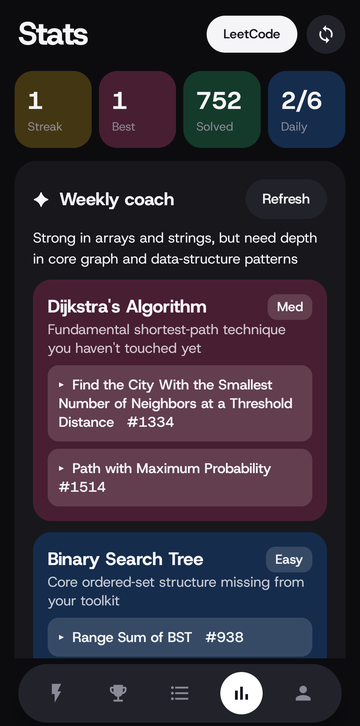 Stats
LeetCode
1
Streak
1
Best
752
Solved
2/6
Daily
Weekly coach
Refresh
Strong in arrays and strings, but need depth
in core graph and data-structure patterns
Dijkstra's Algorithm
Med
Fundamental shortest-path technique
you haven't touched yet
Find the City With the Smallest
Number of Neighbors at a Threshold
Distance #1334
Path with Maximum Probability
#1514
Binary Search Tree
Easy
Core ordered-set structure missing from
your toolkit
Range Sum of BST #938